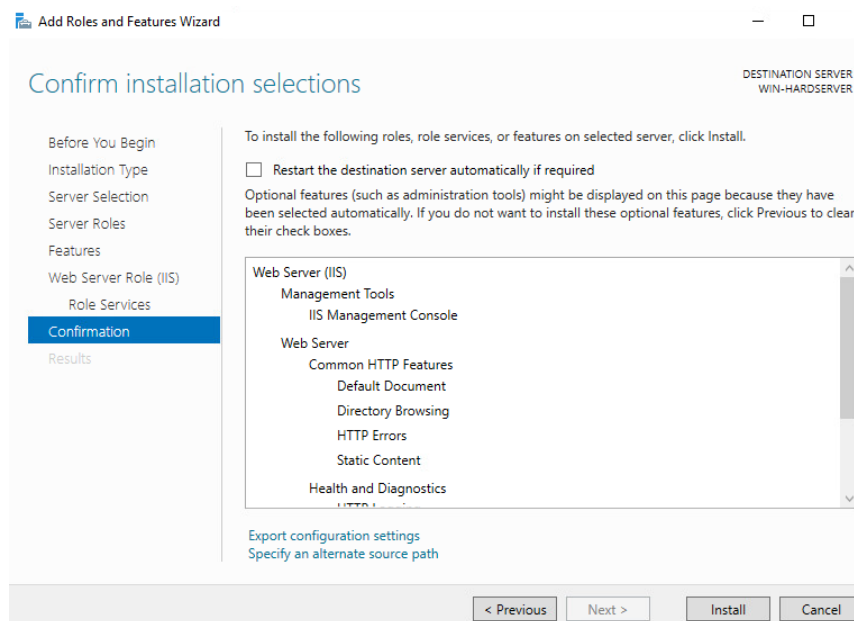 Add Roles and Features Wizard
Confirm installation selections
DESTINATION SERVER
WIN-HARDSERVER
Before You Begin
Installation Type
Server Selection
Server Roles
Features
Web Server Role (IIS)
Role Services
Confirmation
Results
To install the following roles, role services, or features on selected server, click Install.
Restart the destination server automatically if required
Optional features (such as administration tools) might be displayed on this page because they have
been selected automatically. If you do not want to install these optional features, click Previous to clear
their check boxes.
Web Server (IIS)
Management Tools
IIS Management Console
Web Server
Common HTTP Features
Default Document
Directory Browsing
HTTP Errors
Static Content
Health and Diagnostics
Export configuration settings
Specify an alternate source path
< Previous
Next >
Install
Cancel